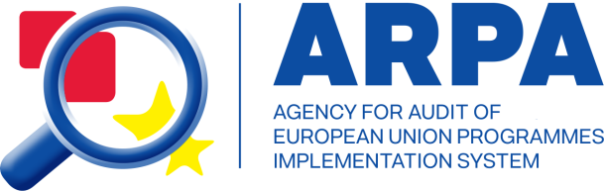 ARPA
AGENCY FOR AUDIT OF
EUROPEAN UNION PROGRAMMES
IMPLEMENTATION SYSTEM